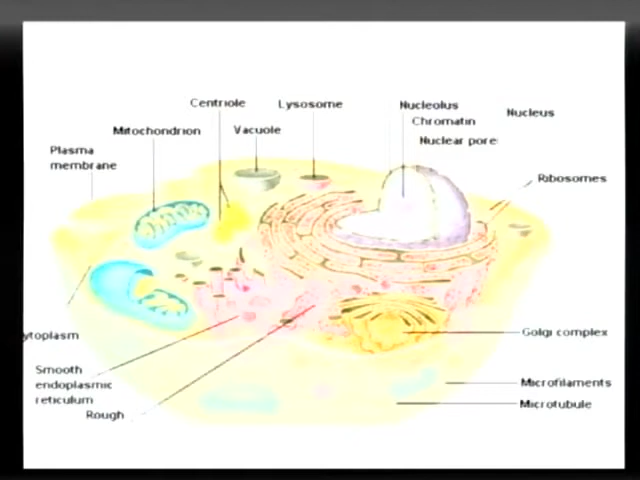 Centriole
Lysosome
Nucleolus
Chromatin
Nucleus
Mitochondrion
Vacuole
Nuclear pore
Plasma
membrane
Ribosomes
ytoplasm
Golgi complex
Smooth
endoplasmic
reticulum
Microfilaments
Microtubule
Rough